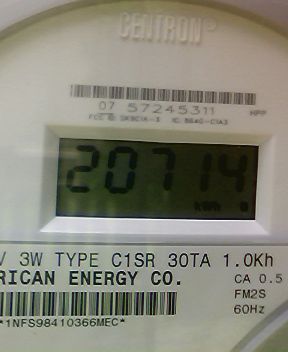 CENTRON®
07 57245311
20714
kWh
V 3W TYPE C1SR 30TA 1.0Kh
RICAN ENERGY CO.
CA 0.5
FM2S
60Hz
*1NFS98410366MEC*